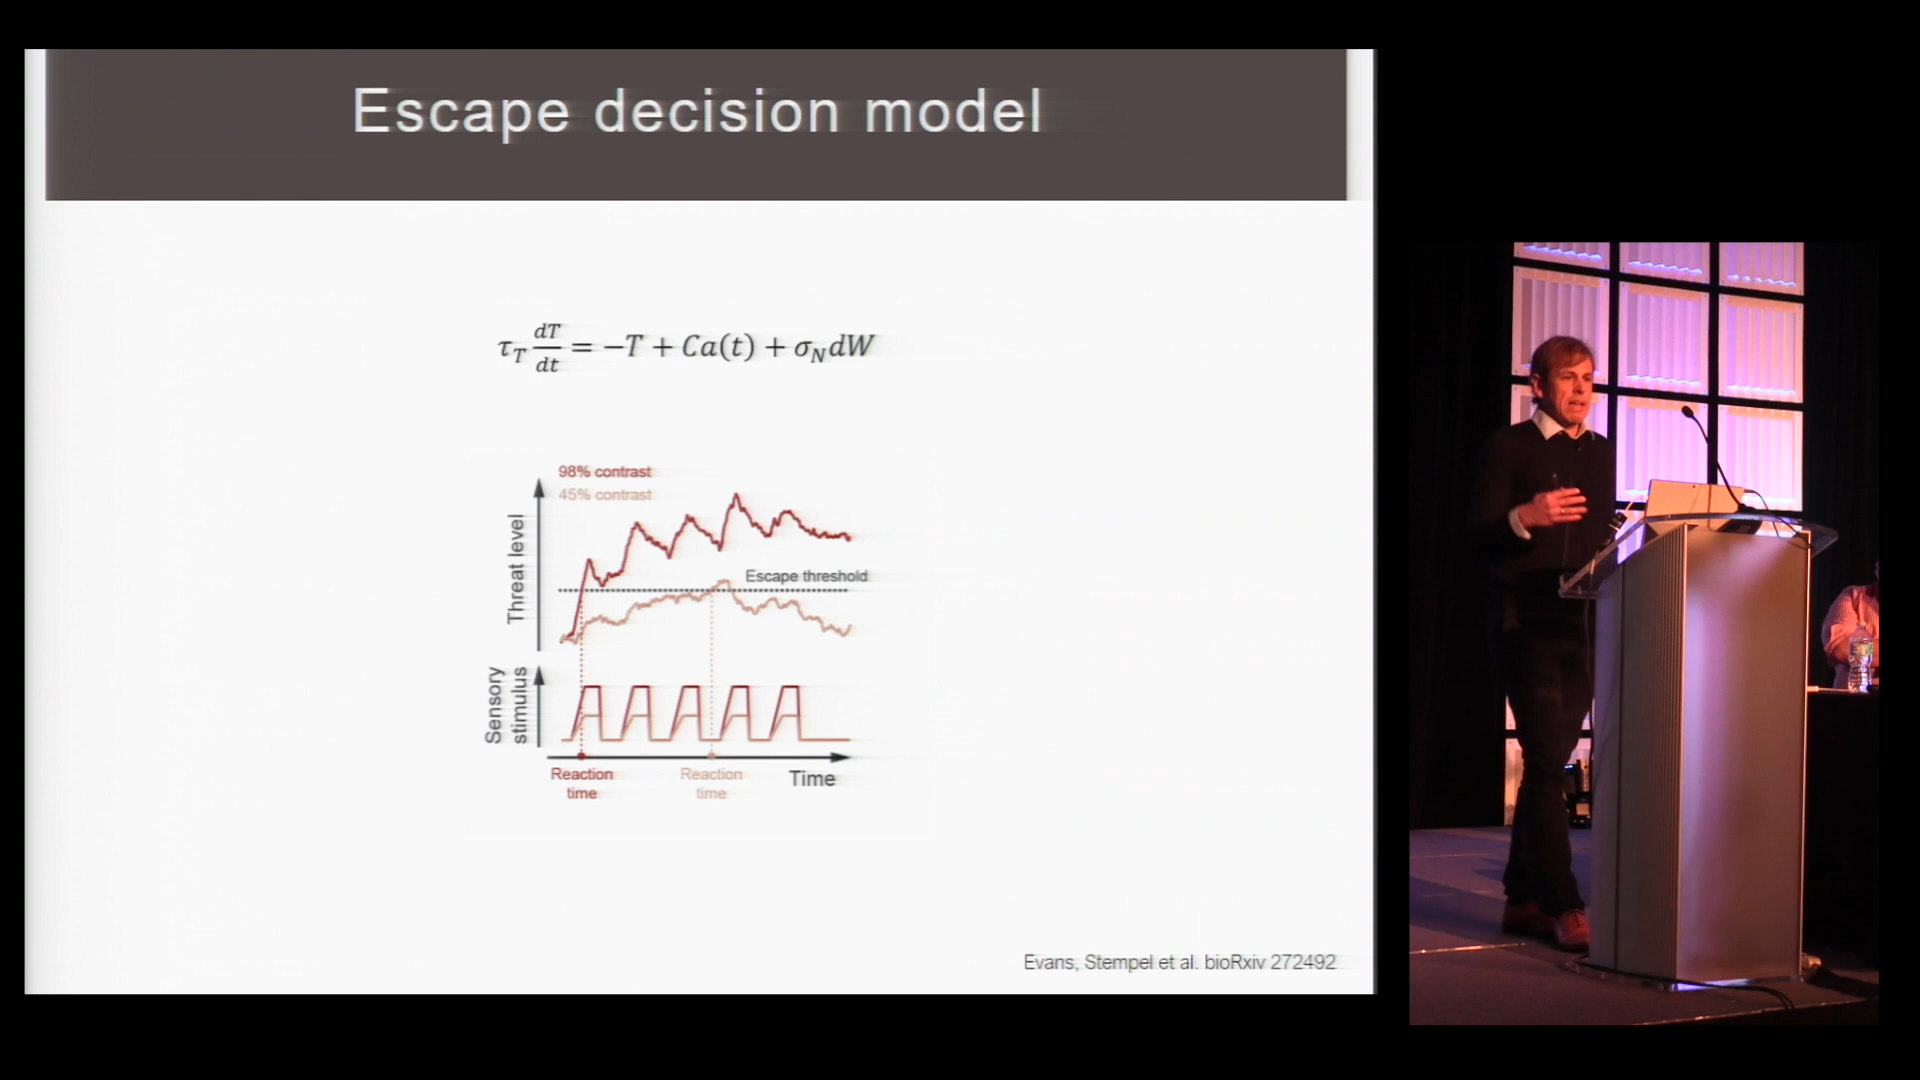 Escape decision model
τ_T dT/dt = −T + Ca(t) + σ_N dW
98% contrast
45% contrast
Threat level
Escape threshold
Sensory
stimulus
Reaction
time
Reaction
time
Time
Evans, Stempel et al. bioRxiv 272492